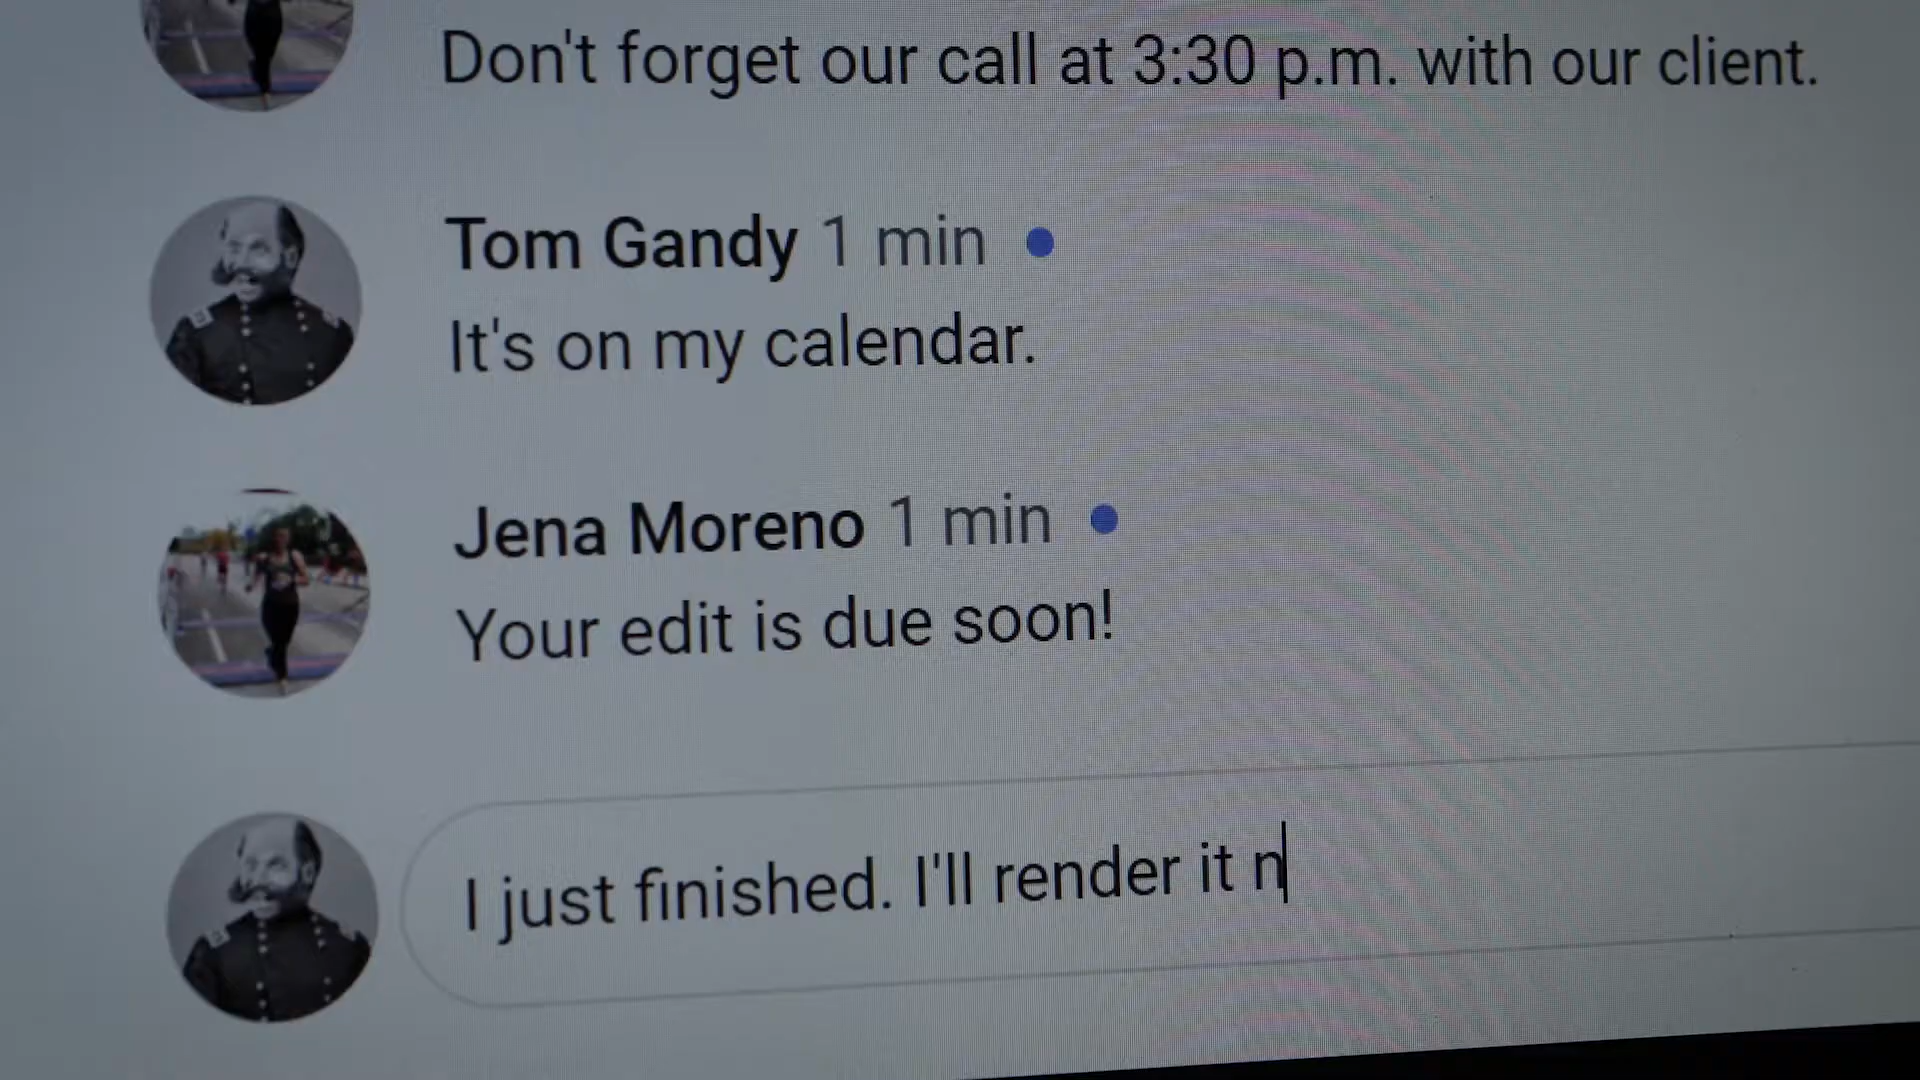 Don't forget our call at 3:30 p.m. with our client.
Tom Gandy 1 min
It's on my calendar.
Jena Moreno 1 min
Your edit is due soon!
I just finished. I'll render it n